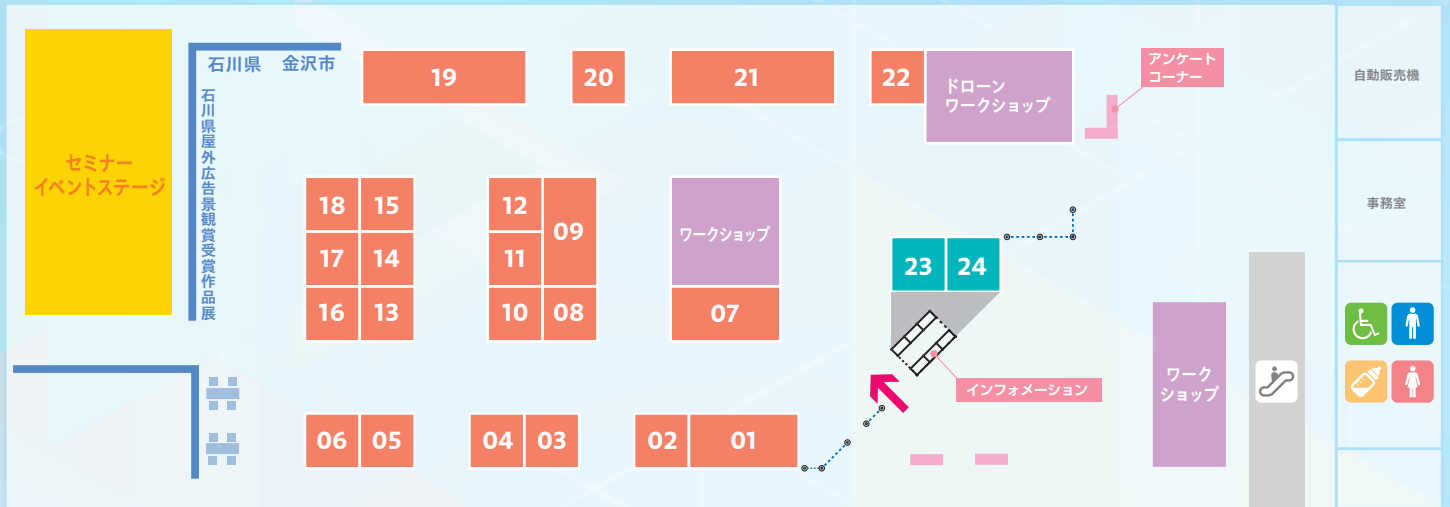 セミナー
イベントステージ
石川県 金沢市
石川県屋外広告景観賞受賞作品展
19
20
21
22
ドローン
ワークショップ
アンケート
コーナー
自動販売機
事務室
18 15
17 14
16 13
12
09
11
10 08
ワークショップ
07
23 24
インフォメーション
ワーク
ショップ
06 05
04 03
02 01